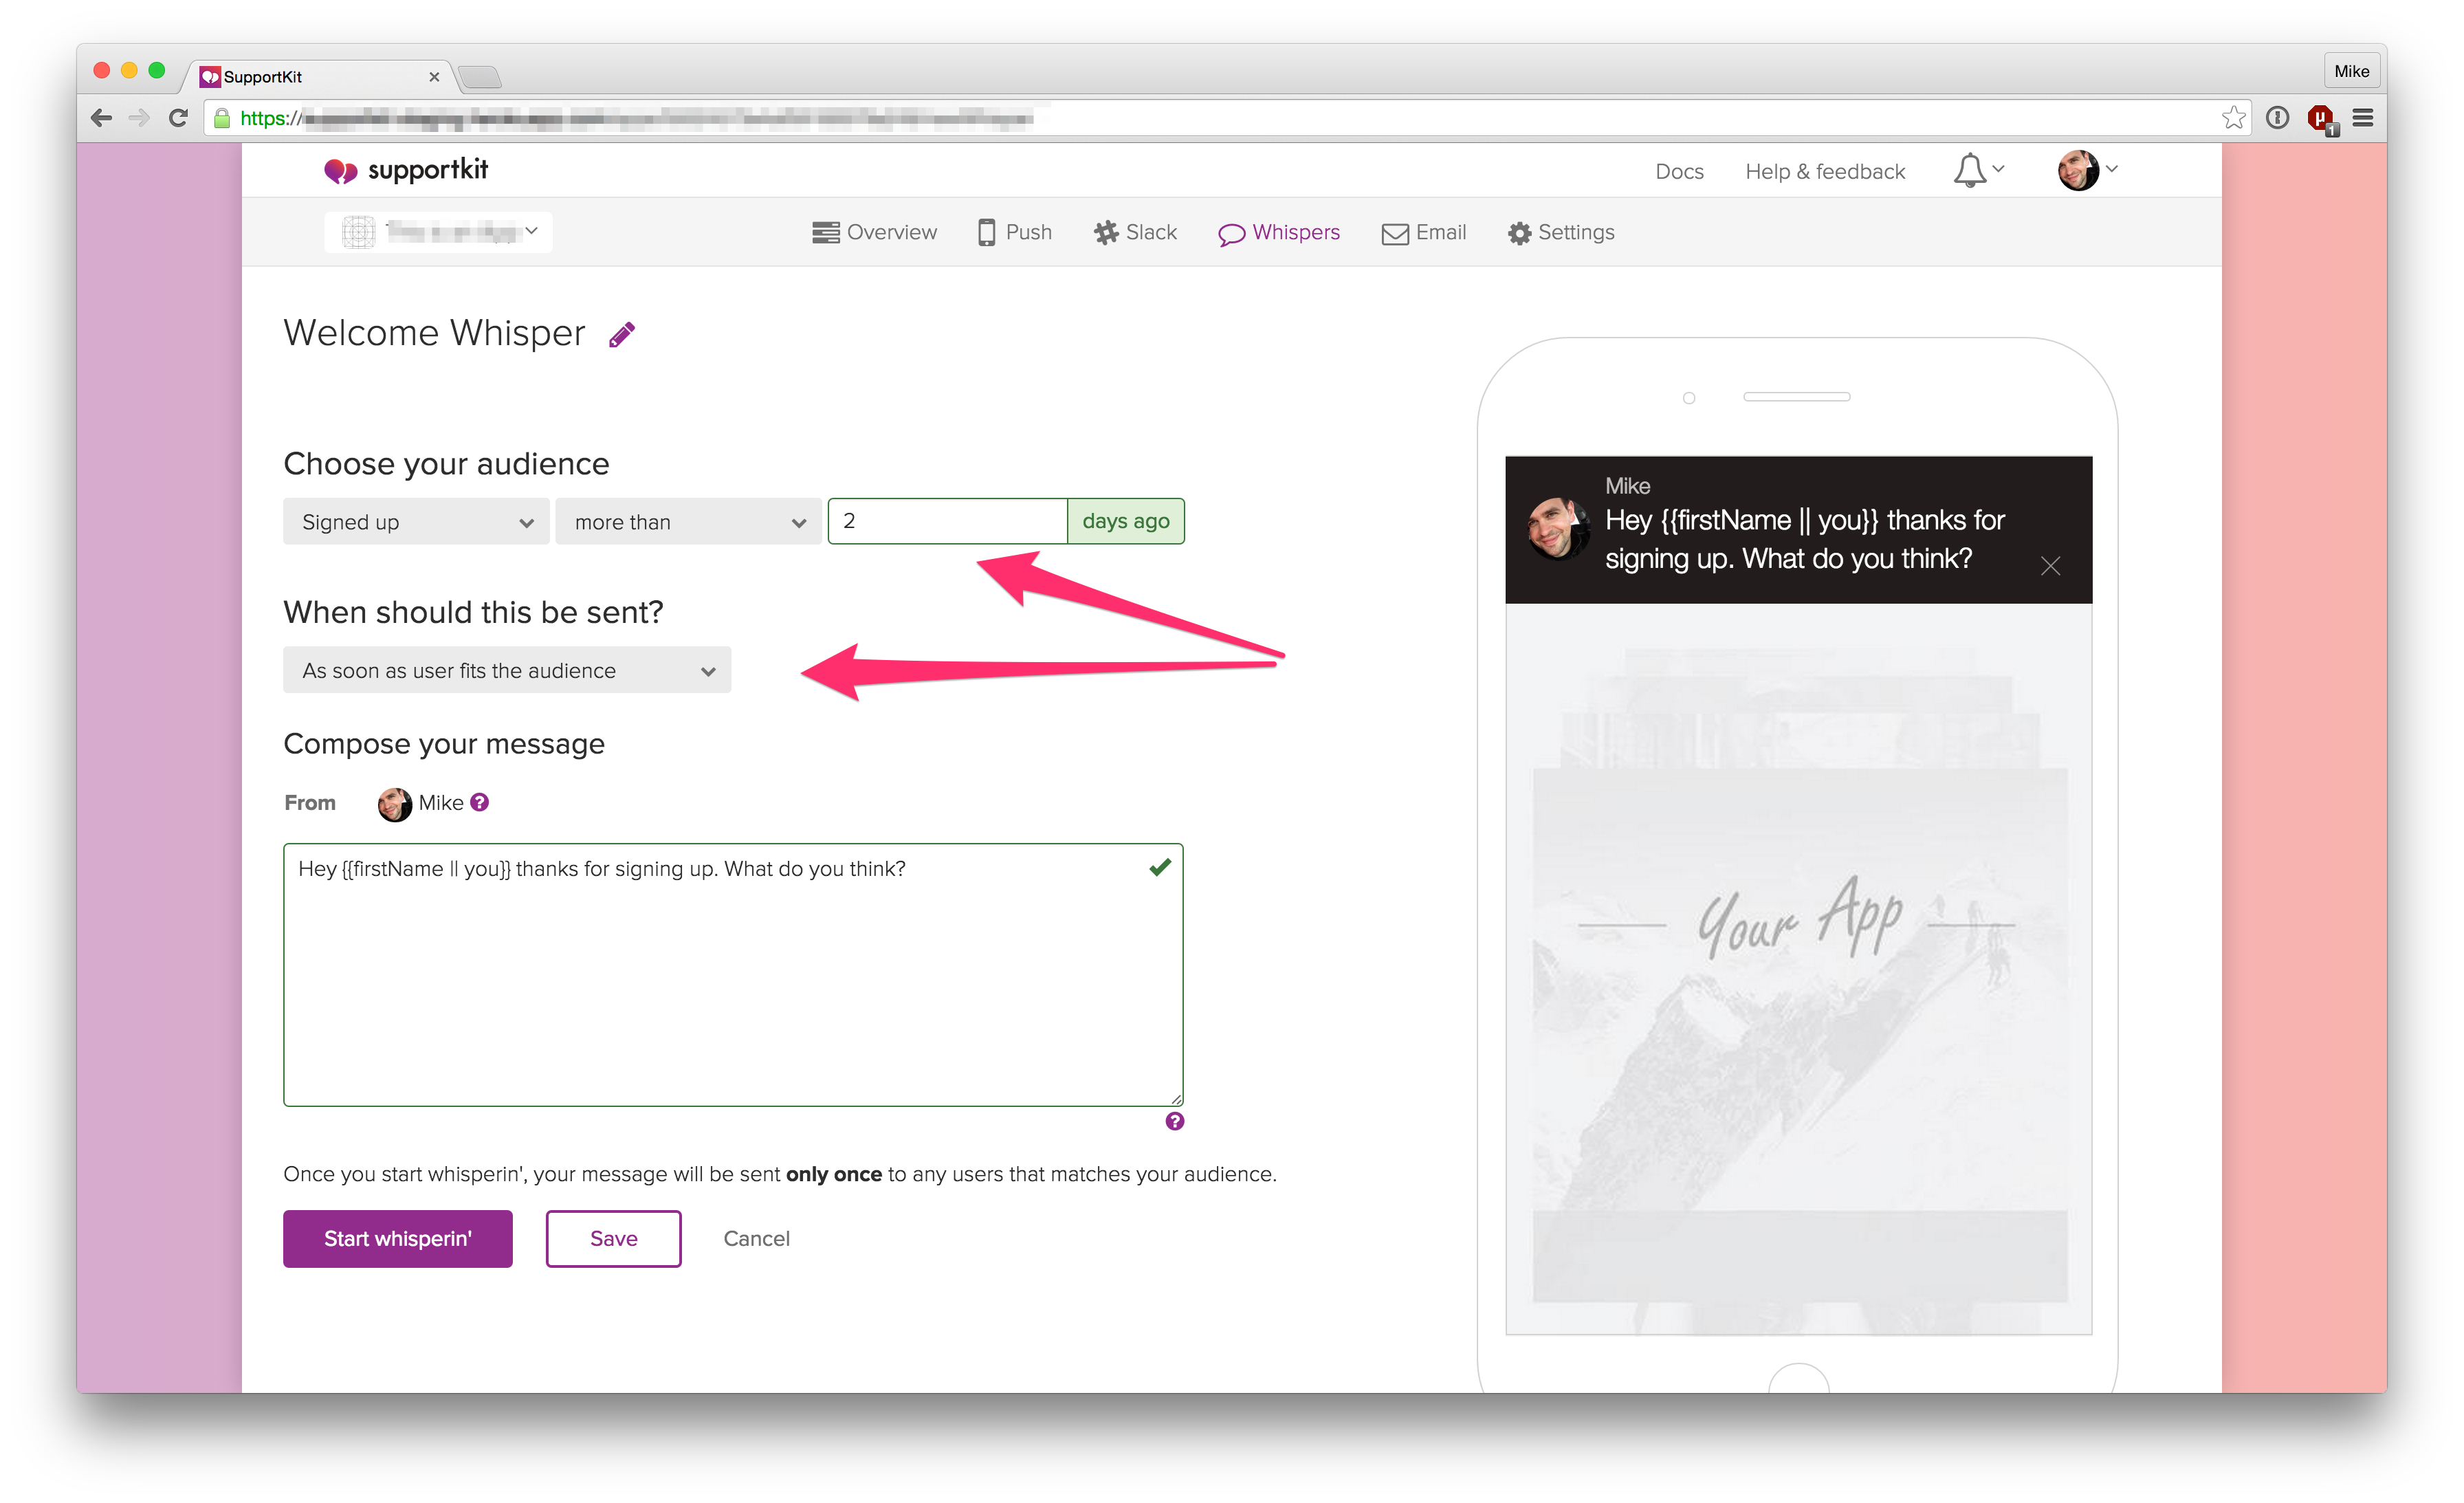 SupportKit
Mike
https://
supportkit
Docs
Help & feedback
Overview
Push
Slack
Whispers
Email
Settings
Welcome Whisper
Choose your audience
Signed up
more than
2
days ago
When should this be sent?
As soon as user fits the audience
Compose your message
From
Mike
Hey {{firstName || you}} thanks for signing up. What do you think?
Once you start whisperin', your message will be sent only once to any users that matches your audience.
Start whisperin'
Save
Cancel
Mike
Hey {{firstName || you}} thanks for
signing up. What do you think?
Your App
1